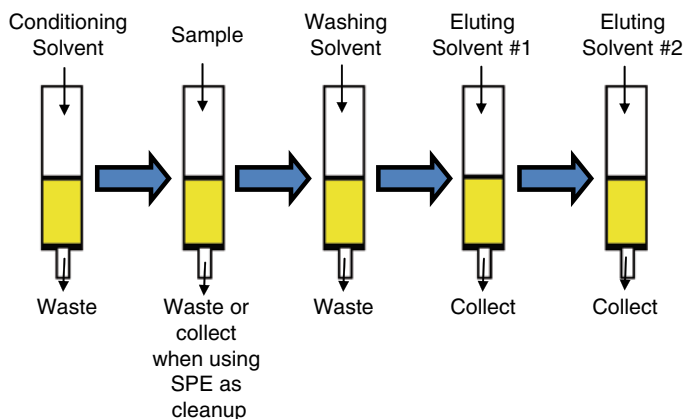 Conditioning
Solvent
Sample
Washing
Solvent
Eluting
Solvent #1
Eluting
Solvent #2
Waste
Waste or
collect
when using
SPE as
cleanup
Waste
Collect
Collect